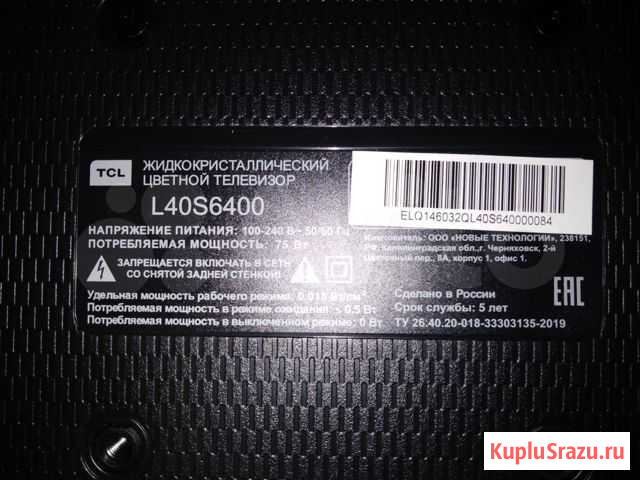 TCL
ЖИДКОКРИСТАЛЛИЧЕСКИЙ
ЦВЕТНОЙ ТЕЛЕВИЗОР
L40S6400
НАПРЯЖЕНИЕ ПИТАНИЯ: 100-240 В~ 50/60 Гц
ПОТРЕБЛЯЕМАЯ МОЩНОСТЬ: 75 Вт
ЗАПРЕЩАЕТСЯ ВКЛЮЧАТЬ В СЕТЬ
СО СНЯТОЙ ЗАДНЕЙ СТЕНКОЙ!
Удельная мощность рабочего режима: 0,015 Вт/см²
Потребляемая мощность в режиме ожидания: < 0,5 Вт
Потребляемая мощность в выключенном режиме: 0 Вт
ELQ146032QL40S640000084
Изготовитель: ООО «НОВЫЕ ТЕХНОЛОГИИ», 238151,
РФ, Калининградская обл.,г. Черняховск, 2-й
Цветочный пер., 8А, корпус 1, офис 1.
Сделано в России
Срок службы: 5 лет
ТУ 26.40.20-018-33303135-2019
EAC
KupluSrazu.ru